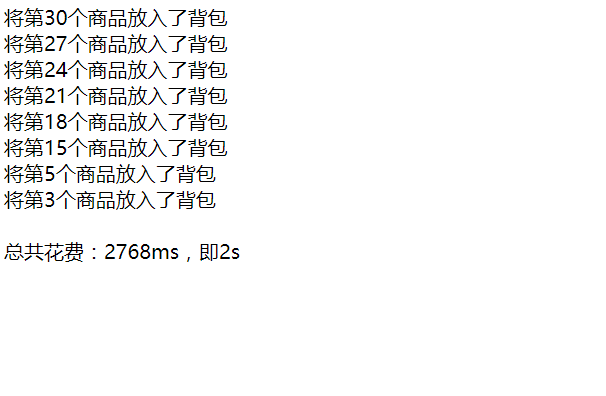 将第30个商品放入了背包
将第27个商品放入了背包
将第24个商品放入了背包
将第21个商品放入了背包
将第18个商品放入了背包
将第15个商品放入了背包
将第5个商品放入了背包
将第3个商品放入了背包
总共花费：2768ms，即2s